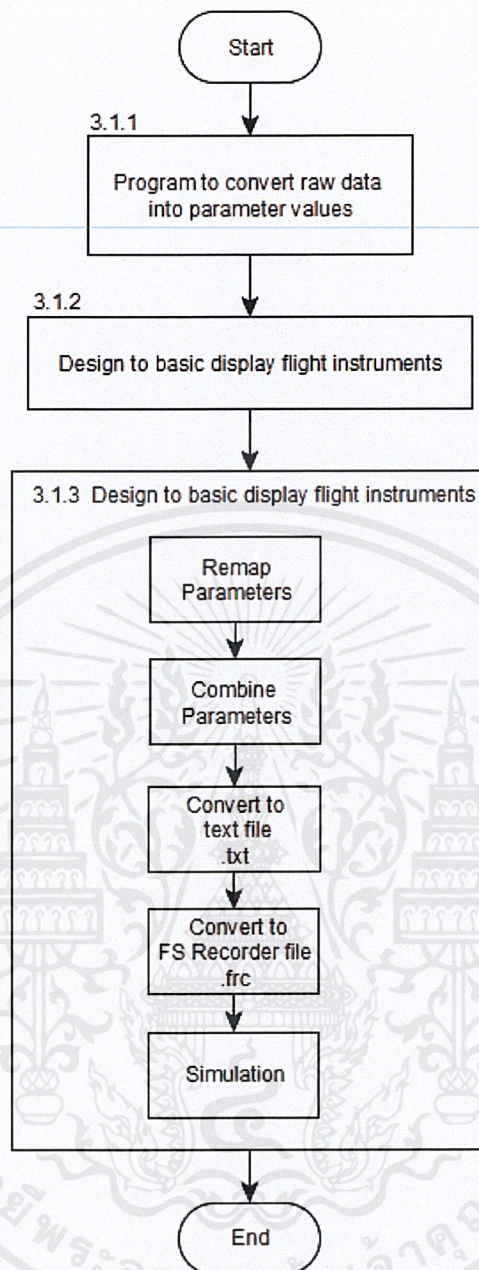 Start
3.1.1
Program to convert raw data
into parameter values
3.1.2
Design to basic display flight instruments
3.1.3 Design to basic display flight instruments
Remap
Parameters
Combine
Parameters
Convert to
text file
.txt
Convert to
FS Recorder file
.frc
Simulation
End